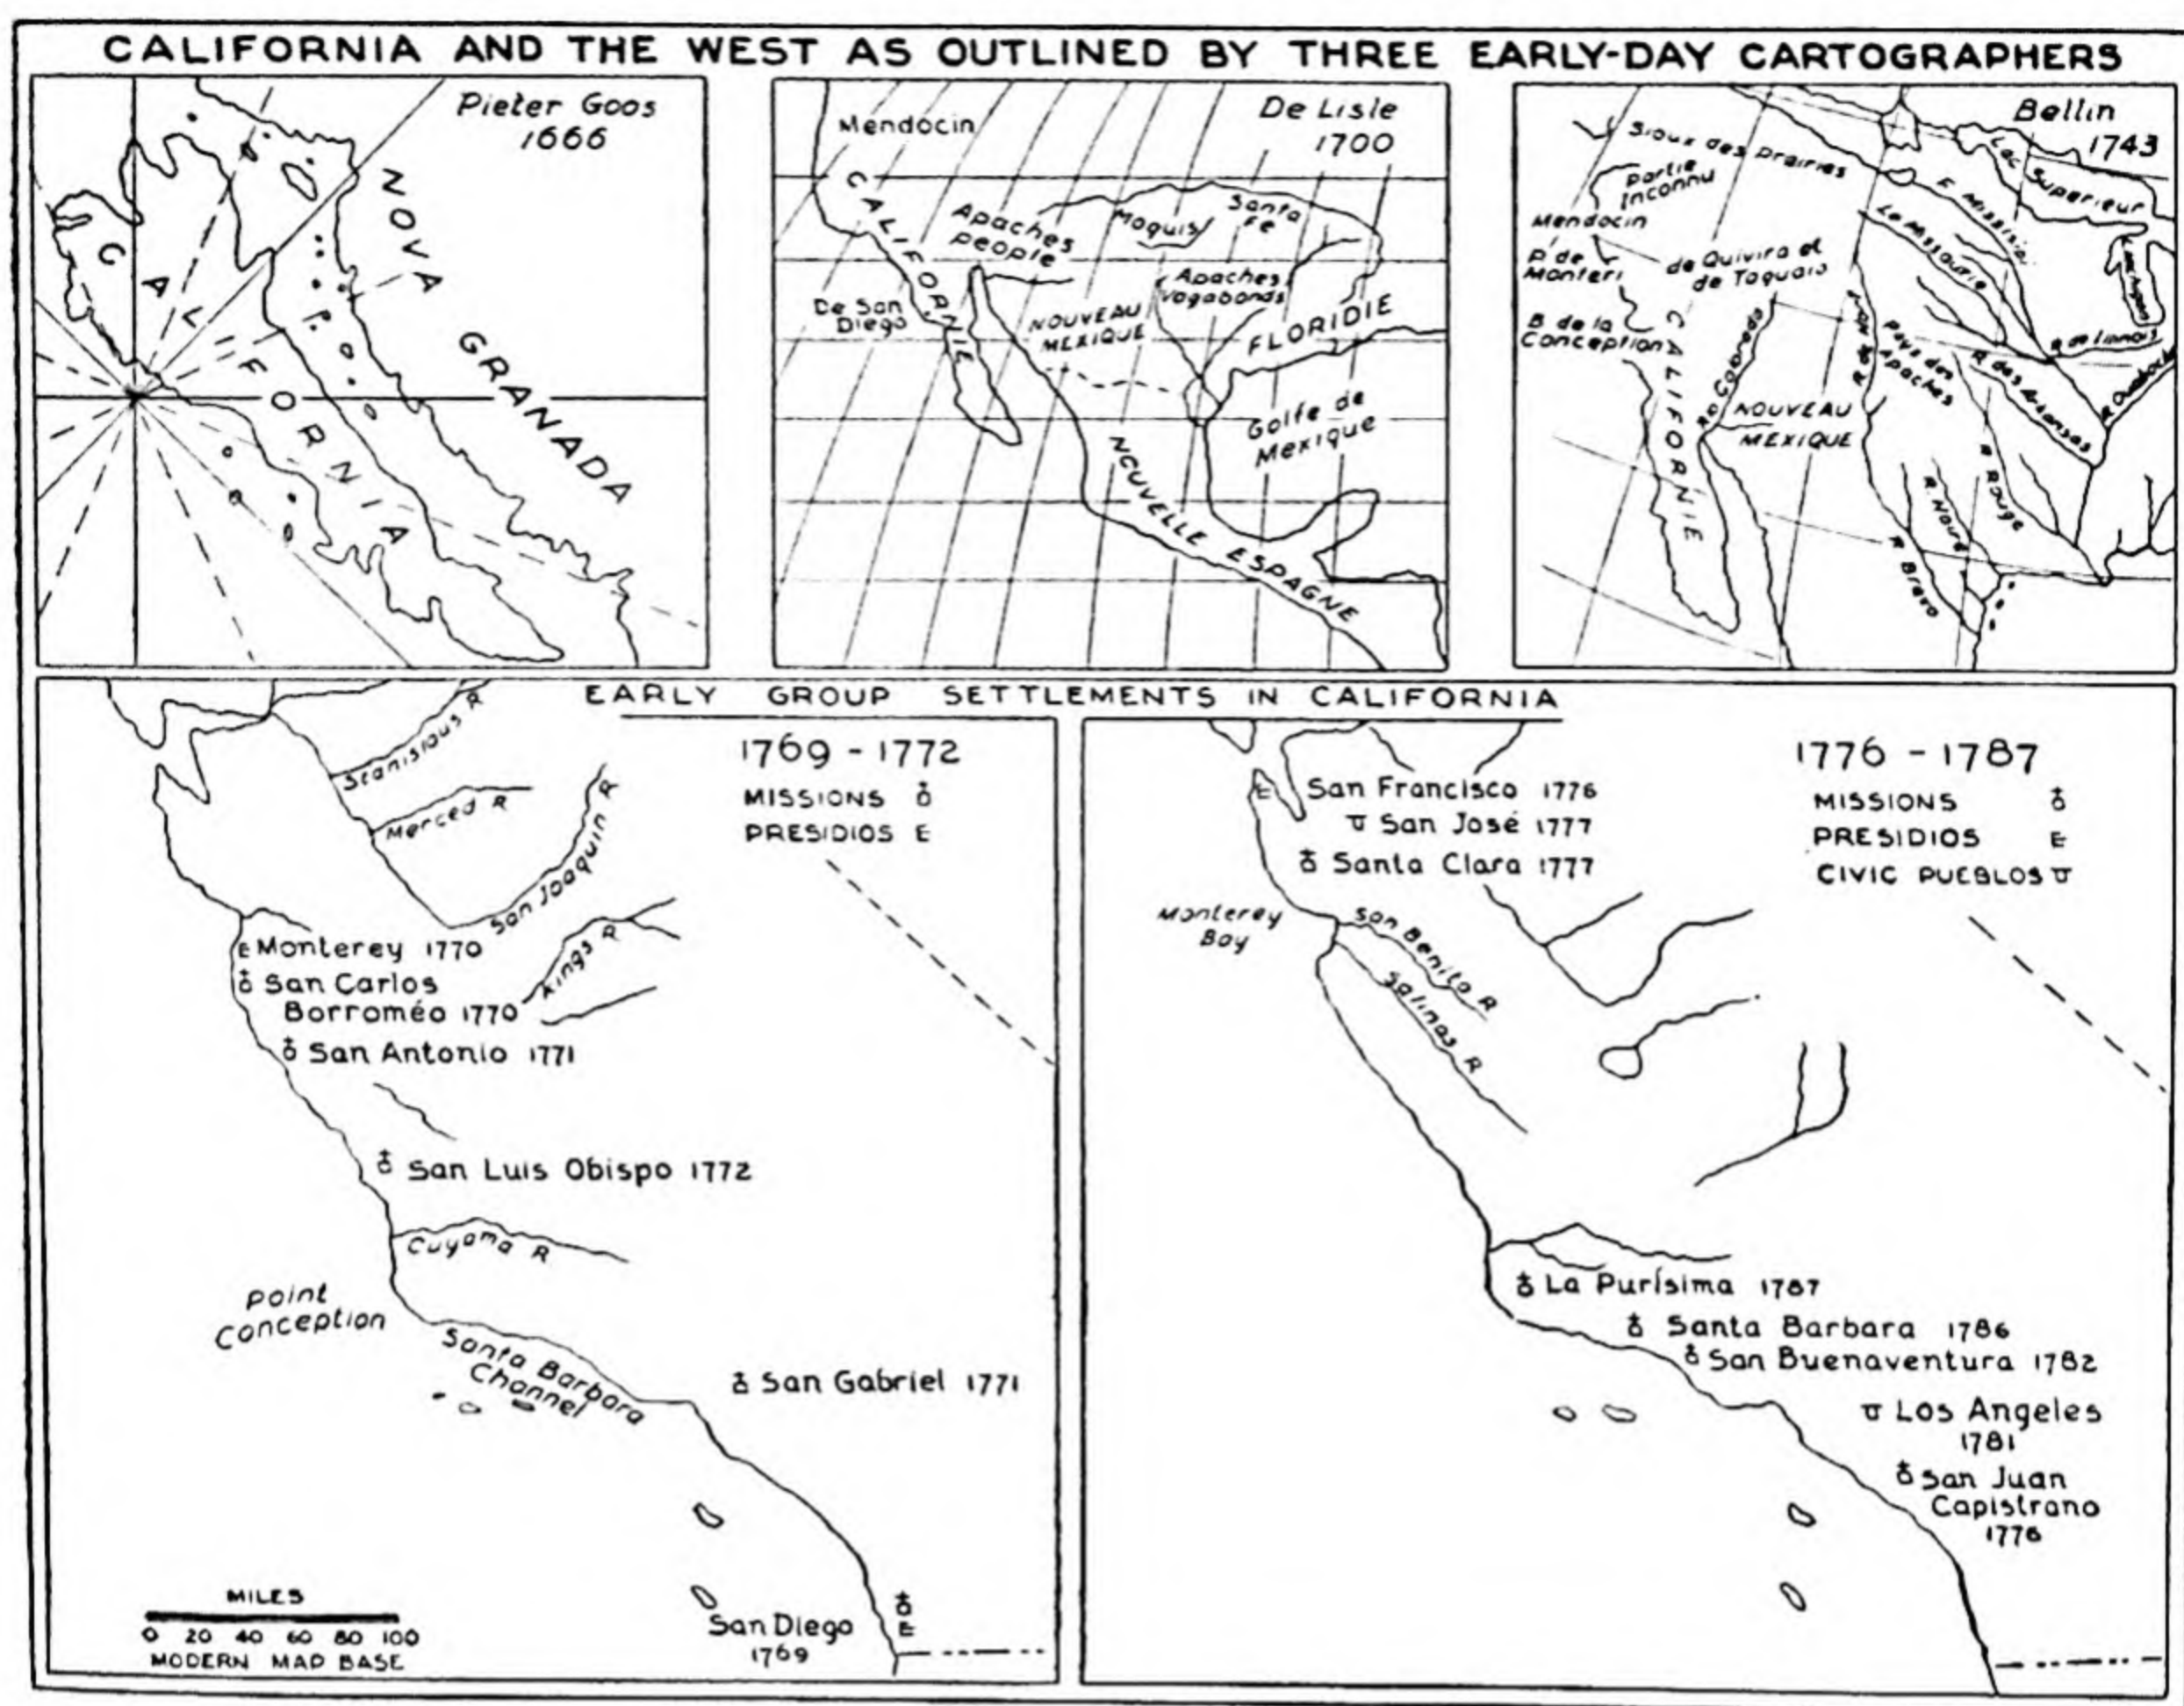 CALIFORNIA AND THE WEST AS OUTLINED BY THREE EARLY-DAY CARTOGRAPHERS
Pieter Goos
1666
NOVA GRANADA
CALIFORNIA
De Lisle
1700
Mendocin
CALIFORNIE
Apaches
people
Moquis
Santa
Fe
Apaches
Vagabonds
De San
Diego
NOUVEAU
MEXIQUE
FLORIDIE
Golfe de
Mexique
NOUVELLE ESPAGNE
Bellin
1743
Sioux des Prairies
Partie
Inconnu
Lac Superieur
Mendocin
P. de
Monteri
de Quivira et
de Taguaio
B de la
Conception
CALIFORNIE
NOUVEAU
MEXIQUE
Pays des
Apaches
R des Arkansas
R Rouge
R. Noire
R Bravo
EARLY GROUP SETTLEMENTS IN CALIFORNIA
1769 - 1772
MISSIONS
PRESIDIOS E
Stanislous R
Merced R
San Joaquin R
Kings R
E Monterey 1770
San Carlos
Borroméo 1770
San Antonio 1771
San Luis Obispo 1772
Cuyama R
Point
Conception
Santa Barbara
Channel
San Gabriel 1771
San Diego
1769
E
MILES
0 20 40 60 80 100
MODERN MAP BASE
1776 - 1787
MISSIONS
PRESIDIOS E
CIVIC PUEBLOS
E San Francisco 1776
San José 1777
Santa Clara 1777
Monterey
Bay
San Benito R
Salinas R
La Purísima 1787
Santa Barbara 1786
San Buenaventura 1782
Los Angeles
1781
San Juan
Capistrano
1776